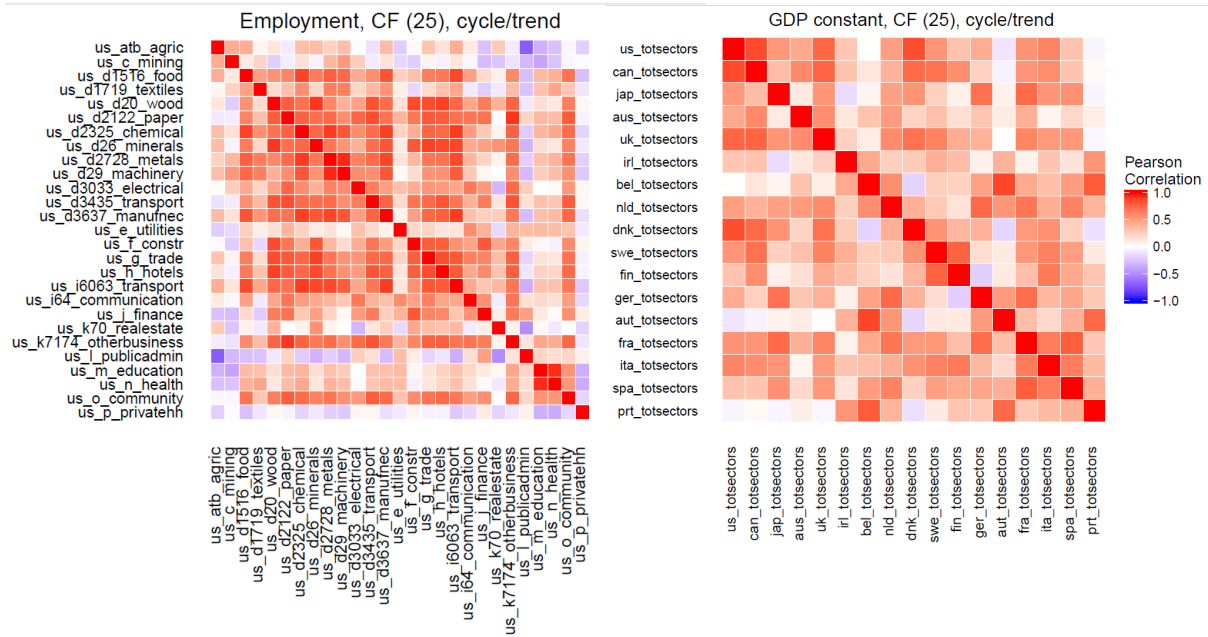 Employment, CF (25), cycle/trend
us_atb_agric
us_c_mining
us_d1516_food
us_d1719_textiles
us_d20_wood
us_d2122_paper
us_d2325_chemical
us_d26_minerals
us_d2728_metals
us_d29_machinery
us_d3033_electrical
us_d3435_transport
us_d3637_manufnec
us_e_utilities
us_f_constr
us_g_trade
us_h_hotels
us_i6063_transport
us_i64_communication
us_j_finance
us_k70_realestate
us_k7174_otherbusiness
us_l_publicadmin
us_m_education
us_n_health
us_o_community
us_p_privatehh
us_atb_agric
us_c_mining
us_d1516_food
us_d1719_textiles
us_d20_wood
us_d2122_paper
us_d2325_chemical
us_d26_minerals
us_d2728_metals
us_d29_machinery
us_d3033_electrical
us_d3435_transport
us_d3637_manufnec
us_e_utilities
us_f_constr
us_g_trade
us_h_hotels
us_i6063_transport
us_i64_communication
us_j_finance
us_k70_realestate
us_k7174_otherbusiness
us_l_publicadmin
us_m_education
us_n_health
us_o_community
us_p_privatehh
GDP constant, CF (25), cycle/trend
us_totsectors
can_totsectors
jap_totsectors
aus_totsectors
uk_totsectors
irl_totsectors
bel_totsectors
nld_totsectors
dnk_totsectors
swe_totsectors
fin_totsectors
ger_totsectors
aut_totsectors
fra_totsectors
ita_totsectors
spa_totsectors
prt_totsectors
us_totsectors
can_totsectors
jap_totsectors
aus_totsectors
uk_totsectors
irl_totsectors
bel_totsectors
nld_totsectors
dnk_totsectors
swe_totsectors
fin_totsectors
ger_totsectors
aut_totsectors
fra_totsectors
ita_totsectors
spa_totsectors
prt_totsectors
Pearson
Correlation
1.0
0.5
0.0
−0.5
−1.0